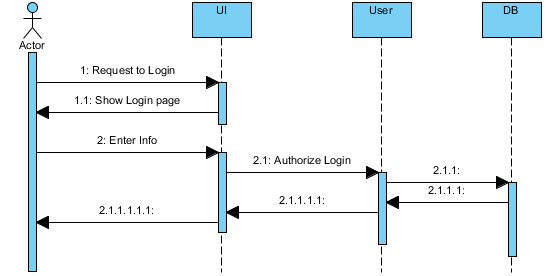 UI
User
DB
Actor
1: Request to Login
1.1: Show Login page
2: Enter Info
2.1: Authorize Login
2.1.1:
2.1.1.1:
2.1.1.1.1:
2.1.1.1.1.1: